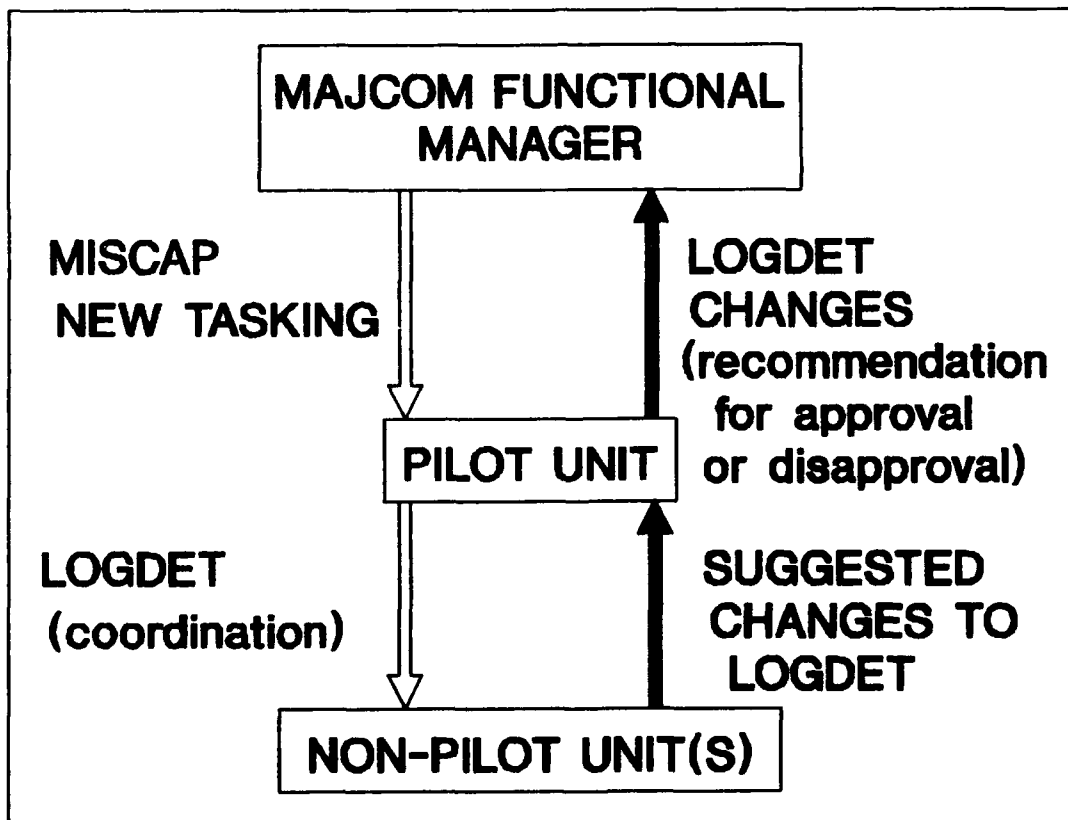 MAJCOM FUNCTIONAL
MANAGER
MISCAP
NEW TASKING
LOGDET
CHANGES
(recommendation
for approval
or disapproval)
PILOT UNIT
LOGDET
(coordination)
SUGGESTED
CHANGES TO
LOGDET
NON-PILOT UNIT(S)